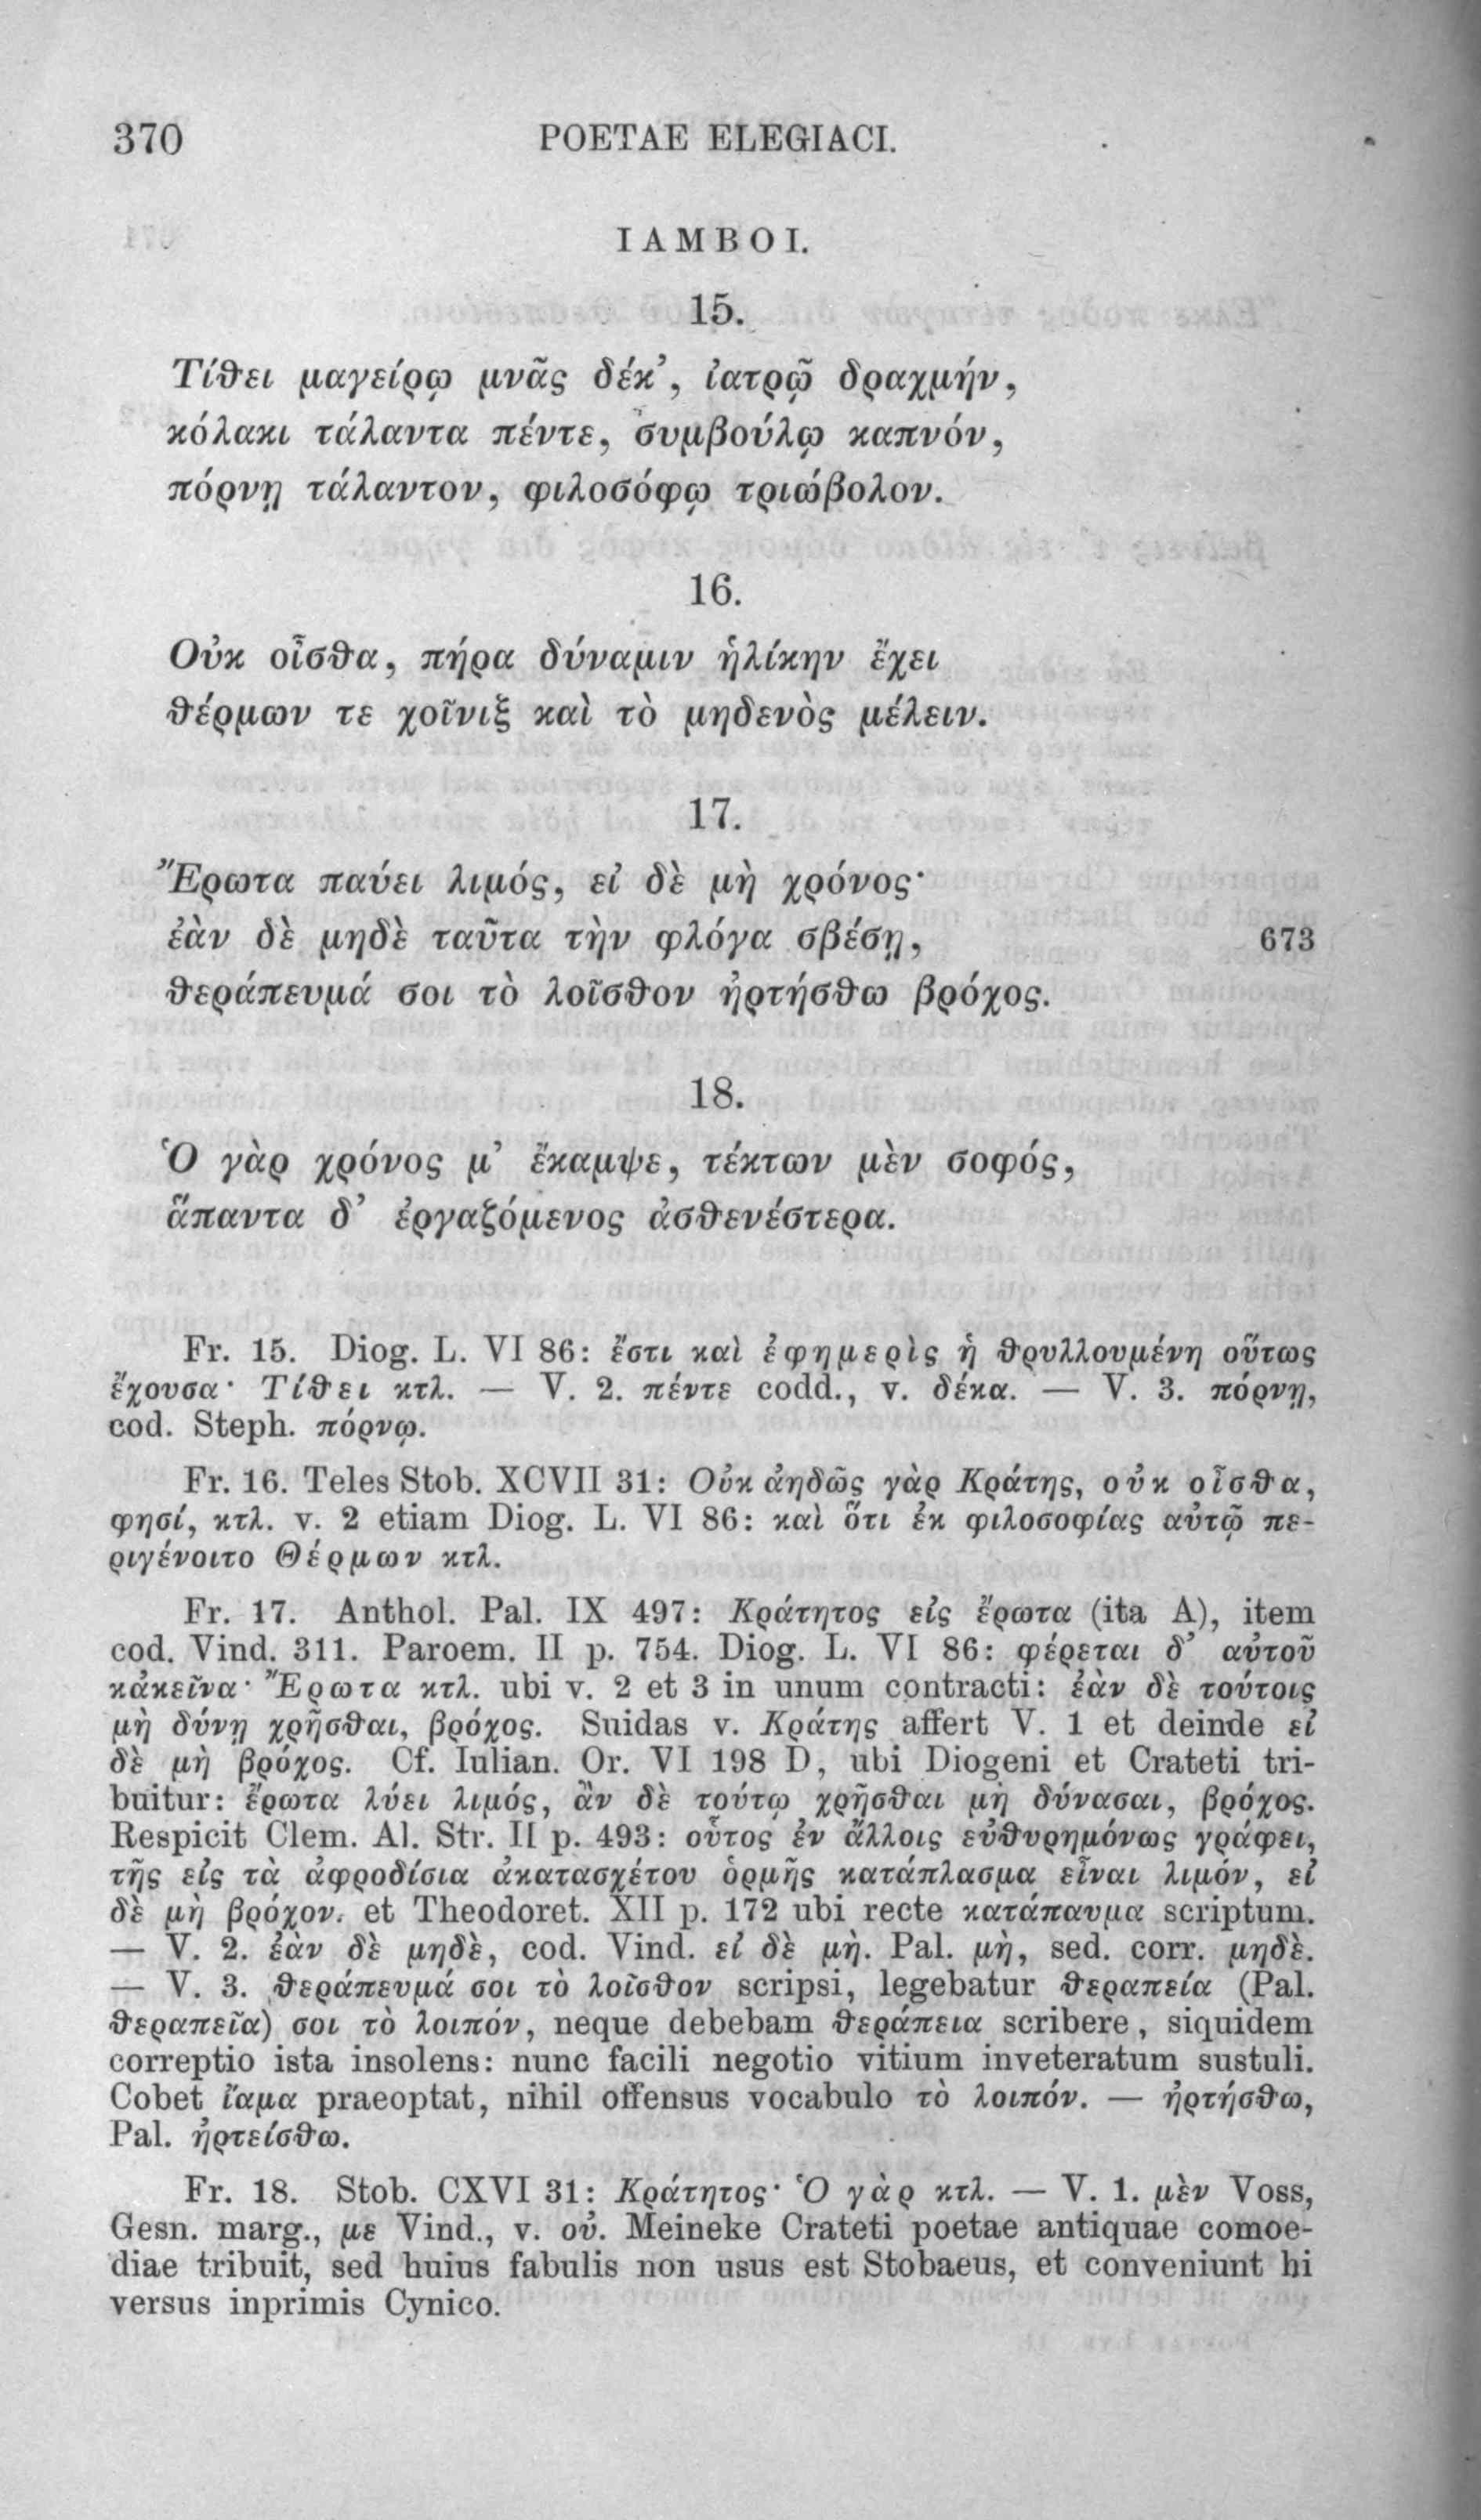 370 POETAE ELEGIACI.
ΙΑΜΒΟΙ.
15.
Τίθει μαγείρῳ μνᾶς δέκ’, ἰατρῷ δραχμήν,
κόλακι τάλαντα πέντε, συμβούλῳ καπνόν,
πόρνῃ τάλαντον, φιλοσόφῳ τριώβολον.
16.
Οὐκ οἶσθα, πήρα δύναμιν ἡλίκην ἔχει
θέρμων τε χοῖνιξ καὶ τὸ μηδενὸς μέλειν.
17.
Ἔρωτα παύει λιμός, εἰ δὲ μὴ χρόνος·
ἐὰν δὲ μηδὲ ταῦτα τὴν φλόγα σβέσῃ, 673
θεράπευμά σοι τὸ λοῖσθον ἠρτήσθω βρόχος.
18.
Ὁ γὰρ χρόνος μ’ ἔκαμψε, τέκτων μὲν σοφός,
ἅπαντα δ’ ἐργαζόμενος ἀσθενέστερα.
Fr. 15. Diog. L. VI 86: ἔστι καὶ ἐφημερὶς ἡ θρυλλουμένη οὕτως
ἔχουσα· Τίθει κτλ. — V. 2. πέντε codd., v. δέκα. — V. 3. πόρνῃ,
cod. Steph. πόρνῳ.
Fr. 16. Teles Stob. XCVII 31: Οὐκ ἀηδῶς γὰρ Κράτης, οὐκ οἶσθα,
φησί, κτλ. v. 2 etiam Diog. L. VI 86: καὶ ὅτι ἐκ φιλοσοφίας αὐτῷ πε-
ριγένοιτο Θέρμων κτλ.
Fr. 17. Anthol. Pal. IX 497: Κράτητος εἰς ἔρωτα (ita A), item
cod. Vind. 311. Paroem. II p. 754. Diog. L. VI 86: φέρεται δ’ αὐτοῦ
κἀκεῖνα· Ἔρωτα κτλ. ubi v. 2 et 3 in unum contracti: ἐὰν δὲ τούτοις
μὴ δύνῃ χρῆσθαι, βρόχος. Suidas v. Κράτης affert V. 1 et deinde εἰ
δὲ μὴ βρόχος. Cf. Iulian. Or. VI 198 D, ubi Diogeni et Crateti tri-
buitur: ἔρωτα λύει λιμός, ἂν δὲ τούτῳ χρῆσθαι μὴ δύνασαι, βρόχος.
Respicit Clem. Al. Str. II p. 493: οὗτος ἐν ἄλλοις εὐθυρημόνως γράφει,
τῆς εἰς τὰ ἀφροδίσια ἀκατασχέτου ὁρμῆς κατάπλασμα εἶναι λιμόν, εἰ
δὲ μὴ βρόχον. et Theodoret. XII p. 172 ubi recte κατάπαυμα scriptum.
— V. 2. ἐὰν δὲ μηδὲ, cod. Vind. εἰ δὲ μὴ. Pal. μὴ, sed. corr. μηδὲ.
— V. 3. θεράπευμά σοι τὸ λοῖσθον scripsi, legebatur θεραπεία (Pal.
θεραπεῖα) σοι τὸ λοιπόν, neque debebam θεράπεια scribere, siquidem
correptio ista insolens: nunc facili negotio vitium inveteratum sustuli.
Cobet ἴαμα praeoptat, nihil offensus vocabulo τὸ λοιπόν. — ἠρτήσθω,
Pal. ἠρτείσθω.
Fr. 18. Stob. CXVI 31: Κράτητος· Ὁ γὰρ κτλ. — V. 1. μὲν Voss,
Gesn. marg., με Vind., v. οὐ. Meineke Crateti poetae antiquae comoe-
diae tribuit, sed huius fabulis non usus est Stobaeus, et conveniunt hi
versus inprimis Cynico.